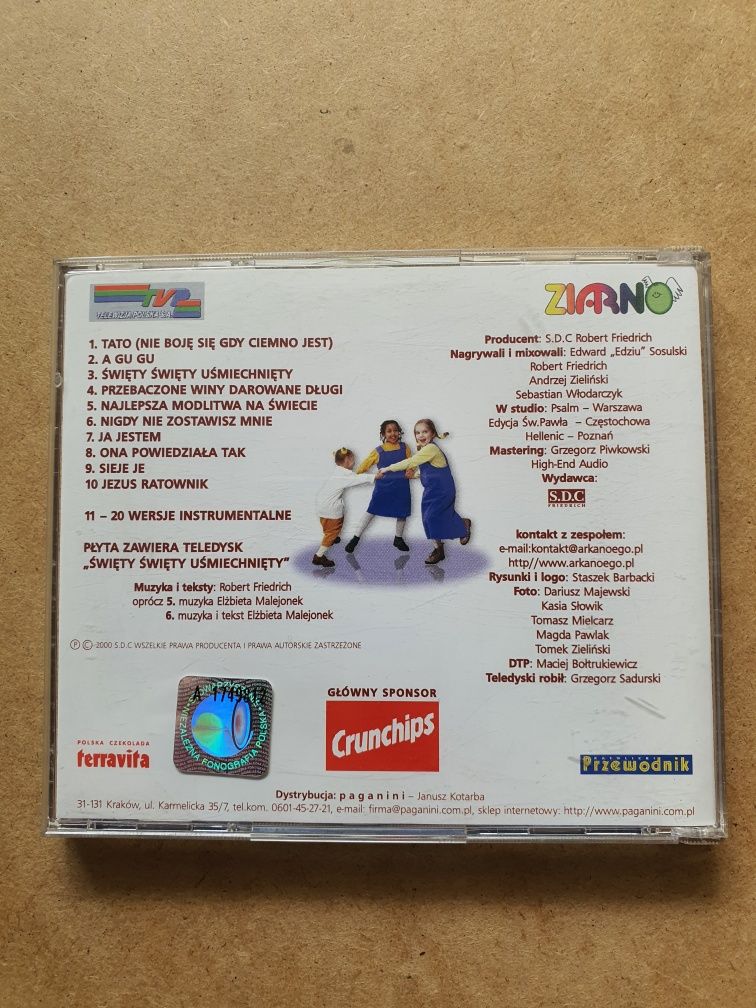 TVP
TELEWIZJA POLSKA S.A.
ZIARNO
1. TATO (NIE BOJĘ SIĘ GDY CIEMNO JEST)
2. A GU GU
3. ŚWIĘTY ŚWIĘTY UŚMIECHNIĘTY
4. PRZEBACZONE WINY DAROWANE DŁUGI
5. NAJLEPSZA MODLITWA NA ŚWIECIE
6. NIGDY NIE ZOSTAWISZ MNIE
7. JA JESTEM
8. ONA POWIEDZIAŁA TAK
9. SIEJE JE
10 JEZUS RATOWNIK
11 – 20 WERSJE INSTRUMENTALNE
PŁYTA ZAWIERA TELEDYSK
„ŚWIĘTY ŚWIĘTY UŚMIECHNIĘTY”
Muzyka i teksty: Robert Friedrich
oprócz 5. muzyka Elżbieta Malejonek
6. muzyka i tekst Elżbieta Malejonek
Ⓟ Ⓒ 2000 S.D.C WSZELKIE PRAWA PRODUCENTA I PRAWA AUTORSKIE ZASTRZEŻONE
Producent: S.D.C Robert Friedrich
Nagrywali i mixowali: Edward „Edziu” Sosulski
Robert Friedrich
Andrzej Zieliński
Sebastian Włodarczyk
W studio: Psalm – Warszawa
Edycja Św.Pawła – Częstochowa
Hellenic – Poznań
Mastering: Grzegorz Piwkowski
High-End Audio
Wydawca:
S.D.C
FRIEDRICH
kontakt z zespołem:
e-mail:kontakt@arkanoego.pl
http//www.arkanoego.pl
Rysunki i logo: Staszek Barbacki
Foto: Dariusz Majewski
Kasia Słowik
Tomasz Mielcarz
Magda Pawlak
Tomek Zieliński
DTP: Maciej Bołtrukiewicz
Teledyski robił: Grzegorz Sadurski
NIEZALEŻNA FONOGRAFIA POLSKA
GŁÓWNY SPONSOR
Crunchips
POLSKA CZEKOLADA
terravita
Przewodnik
Dystrybucja: paganini – Janusz Kotarba
31-131 Kraków, ul. Karmelicka 35/7, tel.kom. 0601-45-27-21, e-mail: firma@paganini.com.pl, sklep internetowy: http://www.paganini.com.pl